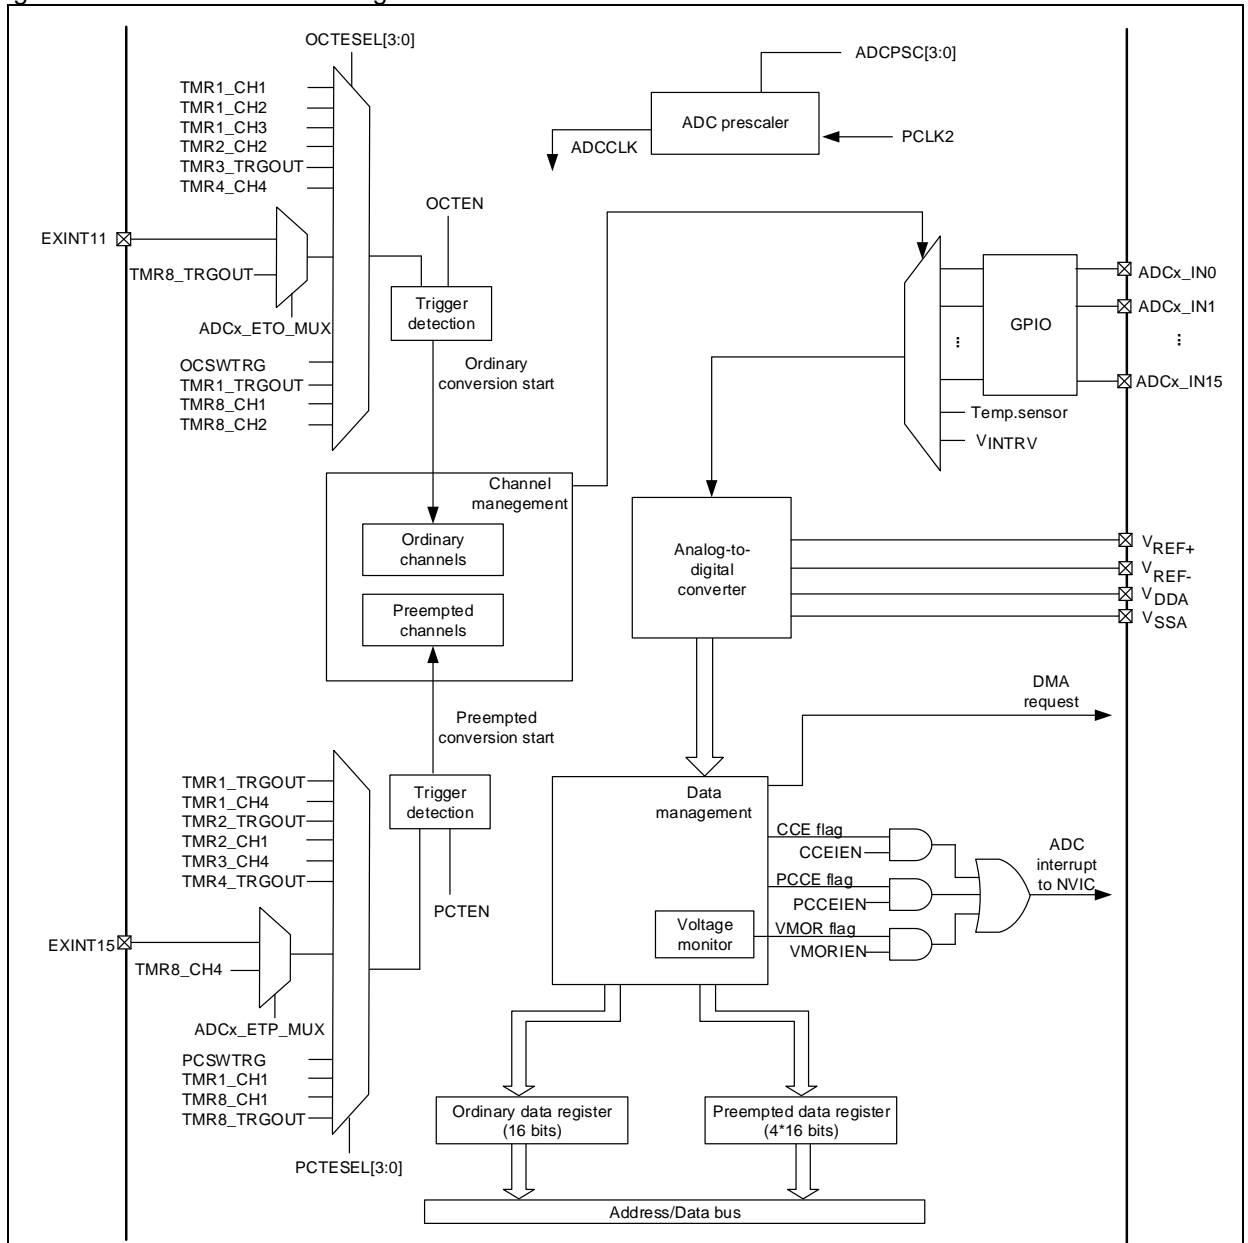 OCTESEL[3:0]
TMR1_CH1
TMR1_CH2
TMR1_CH3
TMR2_CH2
TMR3_TRGOUT
TMR4_CH4
EXINT11
TMR8_TRGOUT
ADCx_ETO_MUX
OCSWTRG
TMR1_TRGOUT
TMR8_CH1
TMR8_CH2
OCTEN
Trigger
detection
Ordinary
conversion start
ADCPSC[3:0]
ADC prescaler
ADCCLK
PCLK2
GPIO
ADCx_IN0
ADCx_IN1
...
...
ADCx_IN15
Temp.sensor
VINTRV
Channel
manegement
Ordinary
channels
Preempted
channels
Analog-to-
digital
converter
VREF+
VREF-
VDDA
VSSA
Preempted
conversion start
TMR1_TRGOUT
TMR1_CH4
TMR2_TRGOUT
TMR2_CH1
TMR3_CH4
TMR4_TRGOUT
Trigger
detection
PCTEN
EXINT15
TMR8_CH4
ADCx_ETP_MUX
PCSWTRG
TMR1_CH1
TMR8_CH1
TMR8_TRGOUT
PCTESEL[3:0]
DMA
request
Data
management
CCE flag
CCEIEN
PCCE flag
PCCEIEN
Voltage
monitor
VMOR flag
VMORIEN
ADC
interrupt
to NVIC
Ordinary data register
(16 bits)
Preempted data register
(4*16 bits)
Address/Data bus